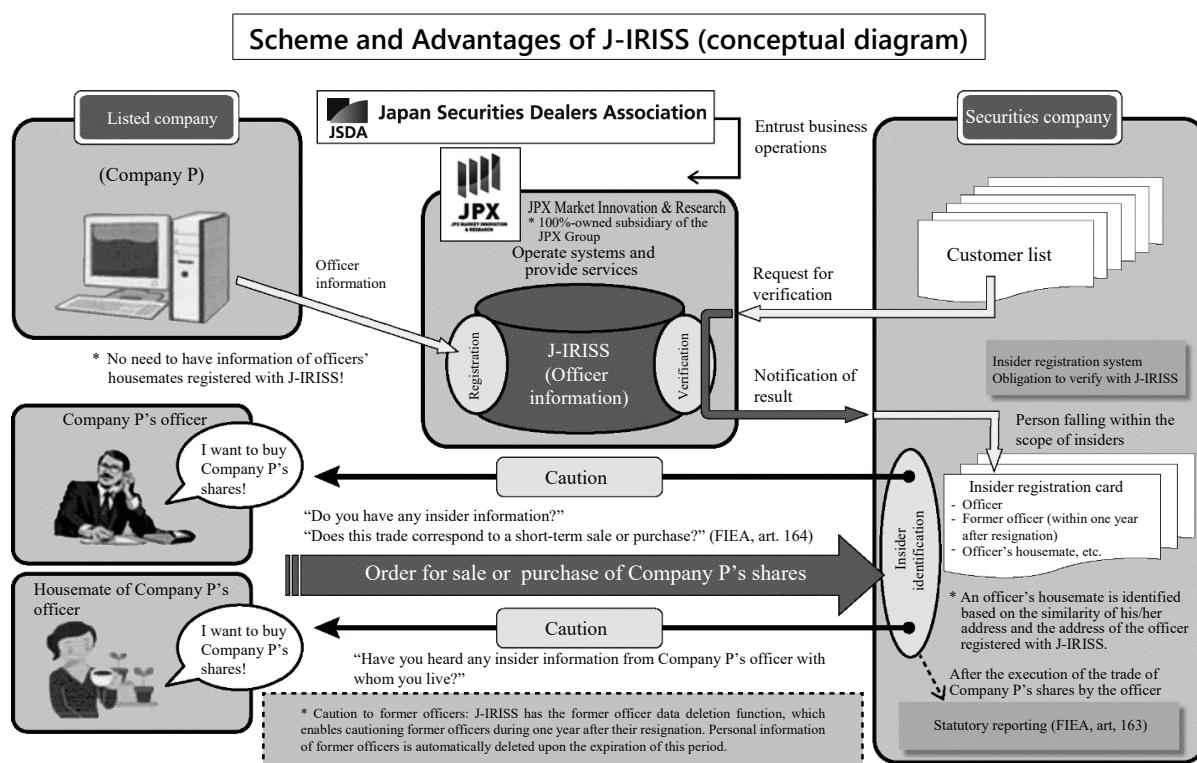 Scheme and Advantages of J-IRISS (conceptual diagram)
Listed company
(Company P)
JSDA
Japan Securities Dealers Association
Entrust business
operations
JPX
JPX MARKET INNOVATION
& RESEARCH
JPX Market Innovation & Research
* 100%-owned subsidiary of the
JPX Group
Operate systems and
provide services
Securities company
Customer list
Officer
information
Request for
verification
Registration
J-IRISS
(Officer
information)
Verification
* No need to have information of officers’
housemates registered with J-IRISS!
Insider registration system
Obligation to verify with J-IRISS
Notification of
result
Person falling within the
scope of insiders
Company P’s officer
I want to buy
Company P’s
shares!
Caution
Insider registration card
- Officer
- Former officer (within one year
after resignation)
- Officer’s housemate, etc.
“Do you have any insider information?”
“Does this trade correspond to a short-term sale or purchase?” (FIEA, art. 164)
Insider
identification
Order for sale or purchase of Company P’s shares
Housemate of Company P’s
officer
I want to buy
Company P’s
shares!
Caution
* An officer’s housemate is identified
based on the similarity of his/her
address and the address of the officer
registered with J-IRISS.
“Have you heard any insider information from Company P’s officer with
whom you live?”
After the execution of the trade of
Company P’s shares by the officer
Statutory reporting (FIEA, art, 163)
* Caution to former officers: J-IRISS has the former officer data deletion function, which
enables cautioning former officers during one year after their resignation. Personal information
of former officers is automatically deleted upon the expiration of this period.